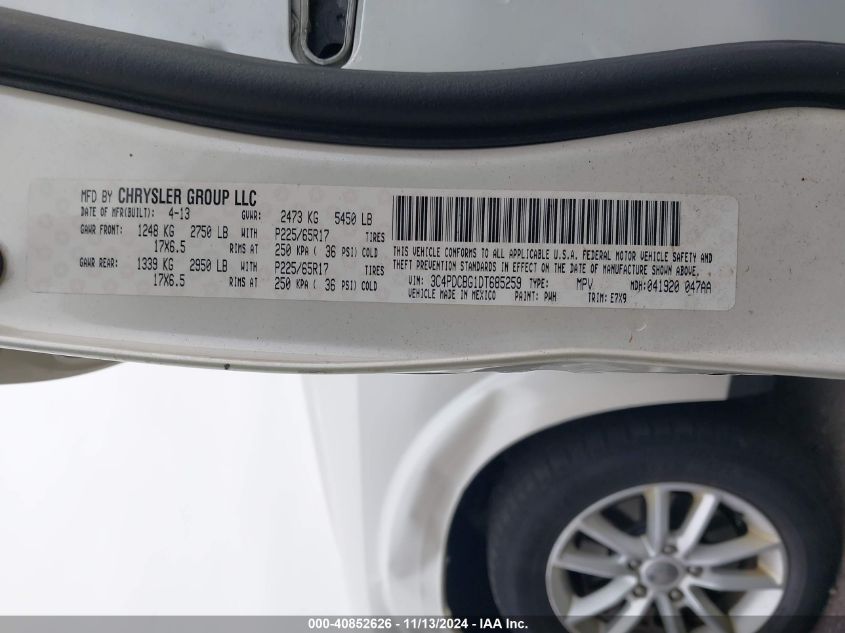 MFD BY CHRYSLER GROUP LLC
DATE OF MFR(BUILT): 4-13 GVWR: 2473 KG 5450 LB
GAWR FRONT: 1248 KG 2750 LB WITH P225/65R17 TIRES
17X6.5 RIMS AT 250 KPA ( 36 PSI) COLD
GAWR REAR: 1339 KG 2950 LB WITH P225/65R17 TIRES
17X6.5 RIMS AT 250 KPA ( 36 PSI) COLD
THIS VEHICLE CONFORMS TO ALL APPLICABLE U.S.A. FEDERAL MOTOR VEHICLE SAFETY AND
THEFT PREVENTION STANDARDS IN EFFECT ON THE DATE OF MANUFACTURE SHOWN ABOVE.
VIN: 3C4PDCBG1DT685259 TYPE: MPV MDH: 041920 047AA
VEHICLE MADE IN MEXICO PAINT: PWH TRIM: E7X9
000-40852626 - 11/13/2024 - IAA Inc.